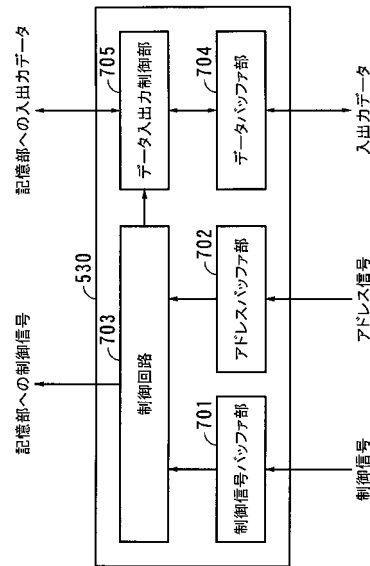 記憶部への制御信号
記憶部への入出力データ
530
703
制御回路
705
データ入出力制御部
701
制御信号バッファ部
702
アドレスバッファ部
704
データバッファ部
制御信号
アドレス信号
入出力データ